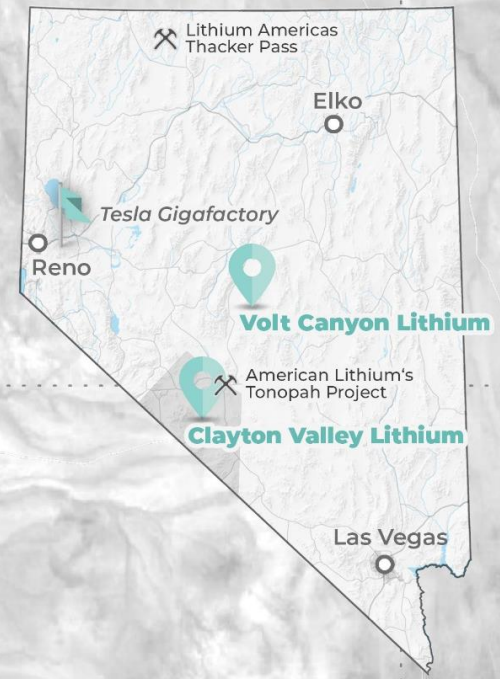 Lithium Americas
Thacker Pass
Elko
Tesla Gigafactory
Reno
Volt Canyon Lithium
American Lithium‘s
Tonopah Project
Clayton Valley Lithium
Las Vegas